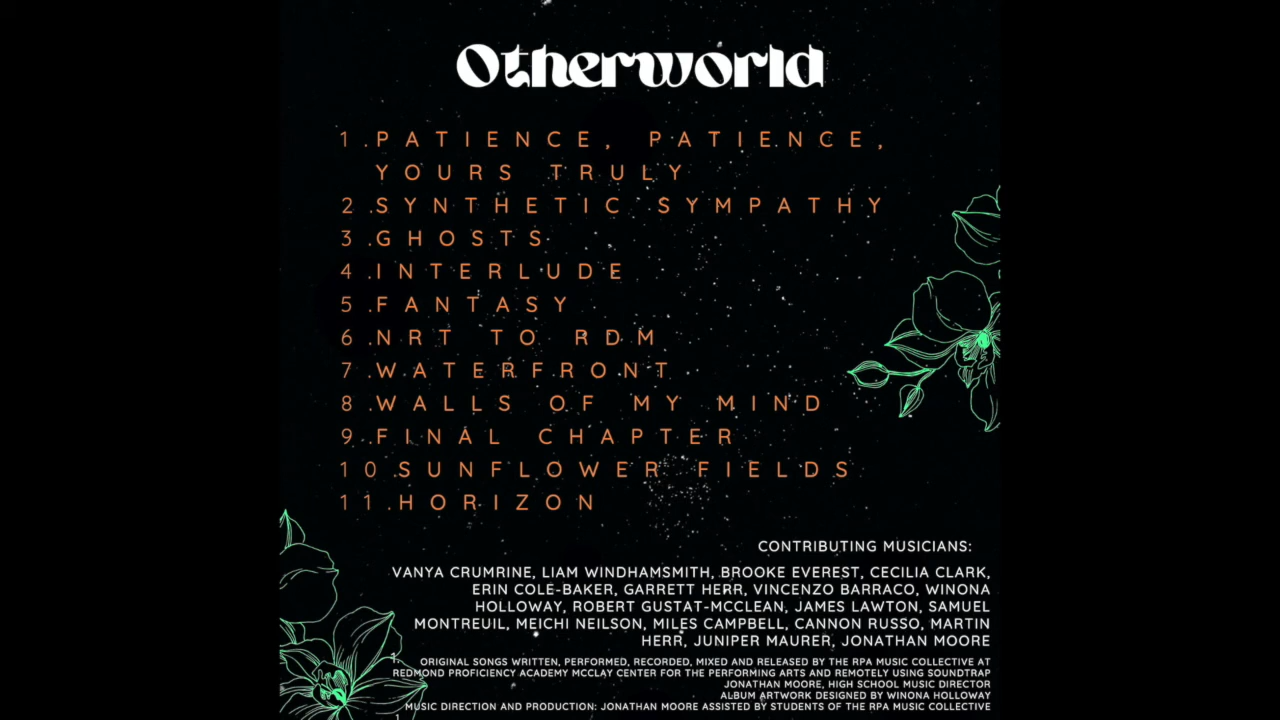 Otherworld
1.PATIENCE, PATIENCE,
YOURS TRULY
2.SYNTHETIC SYMPATHY
3.GHOSTS
4.INTERLUDE
5.FANTASY
6.NRT TO RDM
7.WATERFRONT
8.WALLS OF MY MIND
9.FINAL CHAPTER
10.SUNFLOWER FIELDS
11.HORIZON
CONTRIBUTING MUSICIANS:
VANYA CRUMRINE, LIAM WINDHAMSMITH, BROOKE EVEREST, CECILIA CLARK,
ERIN COLE-BAKER, GARRETT HERR, VINCENZO BARRACO, WINONA
HOLLOWAY, ROBERT GUSTAT-MCCLEAN, JAMES LAWTON, SAMUEL
MONTREUIL, MEICHI NEILSON, MILES CAMPBELL, CANNON RUSSO, MARTIN
HERR, JUNIPER MAURER, JONATHAN MOORE
1. ORIGINAL SONGS WRITTEN, PERFORMED, RECORDED, MIXED AND RELEASED BY THE RPA MUSIC COLLECTIVE AT
REDMOND PROFICIENCY ACADEMY MCCLAY CENTER FOR THE PERFORMING ARTS AND REMOTELY USING SOUNDTRAP
JONATHAN MOORE, HIGH SCHOOL MUSIC DIRECTOR
ALBUM ARTWORK DESIGNED BY WINONA HOLLOWAY
MUSIC DIRECTION AND PRODUCTION: JONATHAN MOORE ASSISTED BY STUDENTS OF THE RPA MUSIC COLLECTIVE